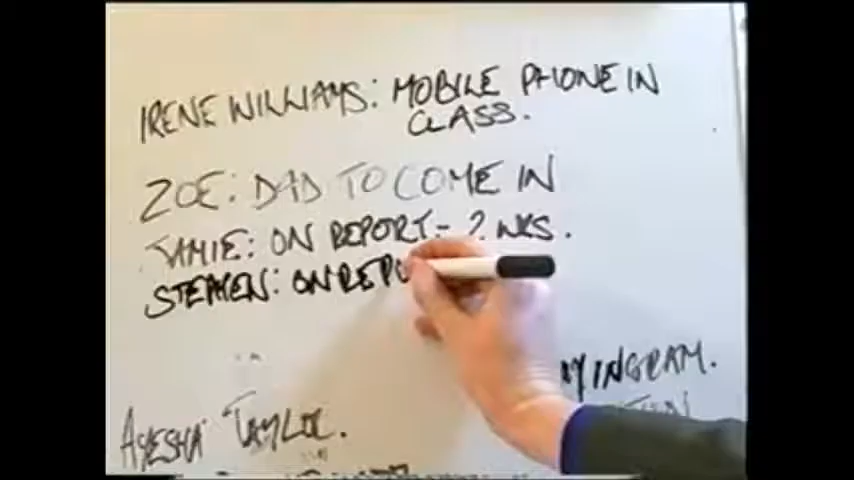 IRENE WILLIAMS: MOBILE PHONE IN
CLASS.
ZOE: DAD TO COME IN
JAMIE: ON REPORT- 2 WKS.
STEPHEN: ON REPO
INGRAM.
AYESHA TAYLOR.